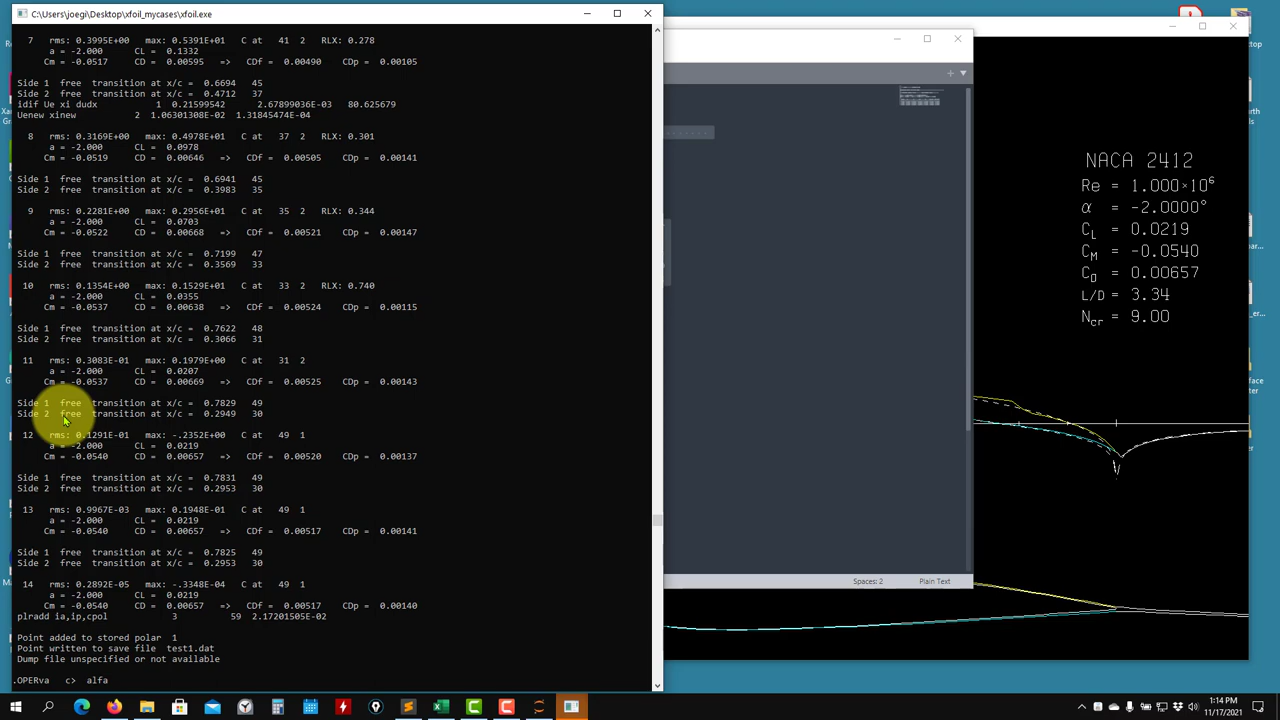 C:\Users\joegi\Desktop\xfoil_mycases\xfoil.exe
7 rms: 0.3995E+00 max: 0.5391E+01 C at 41 2 RLX: 0.278
a = -2.000 CL = 0.1332
Cm = -0.0517 CD = 0.00595 => CDf = 0.00490 CDp = 0.00105
Side 1 free transition at x/c = 0.6694 45
Side 2 free transition at x/c = 0.4712 37
Uenew xinew 2 1.06301308E-02 1.31845474E-04
8 rms: 0.3169E+00 max: 0.4978E+01 C at 37 2 RLX: 0.301
a = -2.000 CL = 0.0978
Cm = -0.0519 CD = 0.00646 => CDf = 0.00505 CDp = 0.00141
Side 1 free transition at x/c = 0.6941 45
Side 2 free transition at x/c = 0.3983 35
9 rms: 0.2281E+00 max: 0.2956E+01 C at 35 2 RLX: 0.344
a = -2.000 CL = 0.0703
Cm = -0.0522 CD = 0.00668 => CDf = 0.00521 CDp = 0.00147
Side 1 free transition at x/c = 0.7199 47
Side 2 free transition at x/c = 0.3569 33
10 rms: 0.1354E+00 max: 0.1529E+01 C at 33 2 RLX: 0.740
a = -2.000 CL = 0.0355
Cm = -0.0537 CD = 0.00638 => CDf = 0.00524 CDp = 0.00115
Side 1 free transition at x/c = 0.7622 48
Side 2 free transition at x/c = 0.3066 31
11 rms: 0.3083E-01 max: 0.1979E+00 C at 31 2
a = -2.000 CL = 0.0207
Cm = -0.0537 CD = 0.00669 => CDf = 0.00525 CDp = 0.00143
Side 1 free transition at x/c = 0.7829 49
Side 2 free transition at x/c = 0.2949 30
12 rms: 0.1291E-01 max: -.2352E+00 C at 49 1
a = -2.000 CL = 0.0219
Cm = -0.0540 CD = 0.00657 => CDf = 0.00520 CDp = 0.00137
Side 1 free transition at x/c = 0.7831 49
Side 2 free transition at x/c = 0.2953 30
13 rms: 0.9967E-03 max: 0.1948E-01 C at 49 1
a = -2.000 CL = 0.0219
Cm = -0.0540 CD = 0.00657 => CDf = 0.00517 CDp = 0.00141
Side 1 free transition at x/c = 0.7825 49
Side 2 free transition at x/c = 0.2953 30
14 rms: 0.2892E-05 max: -.3348E-04 C at 49 1
a = -2.000 CL = 0.0219
Cm = -0.0540 CD = 0.00657 => CDf = 0.00517 CDp = 0.00140
plradd ia,ip,cpol 3 59 2.17201505E-02
Point added to stored polar 1
Point written to save file test1.dat
Dump file unspecified or not available
.OPERva c> alfa
Spaces: 2 Plain Text
NACA 2412
Re = 1.000×10⁶
α = -2.0000°
CL = 0.0219
CM = -0.0540
CD = 0.00657
L/D = 3.34
Ncr = 9.00
1:14 PM
11/17/2021